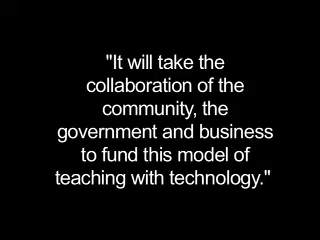 "It will take the
collaboration of the
community, the
government and business
to fund this model of
teaching with technology."